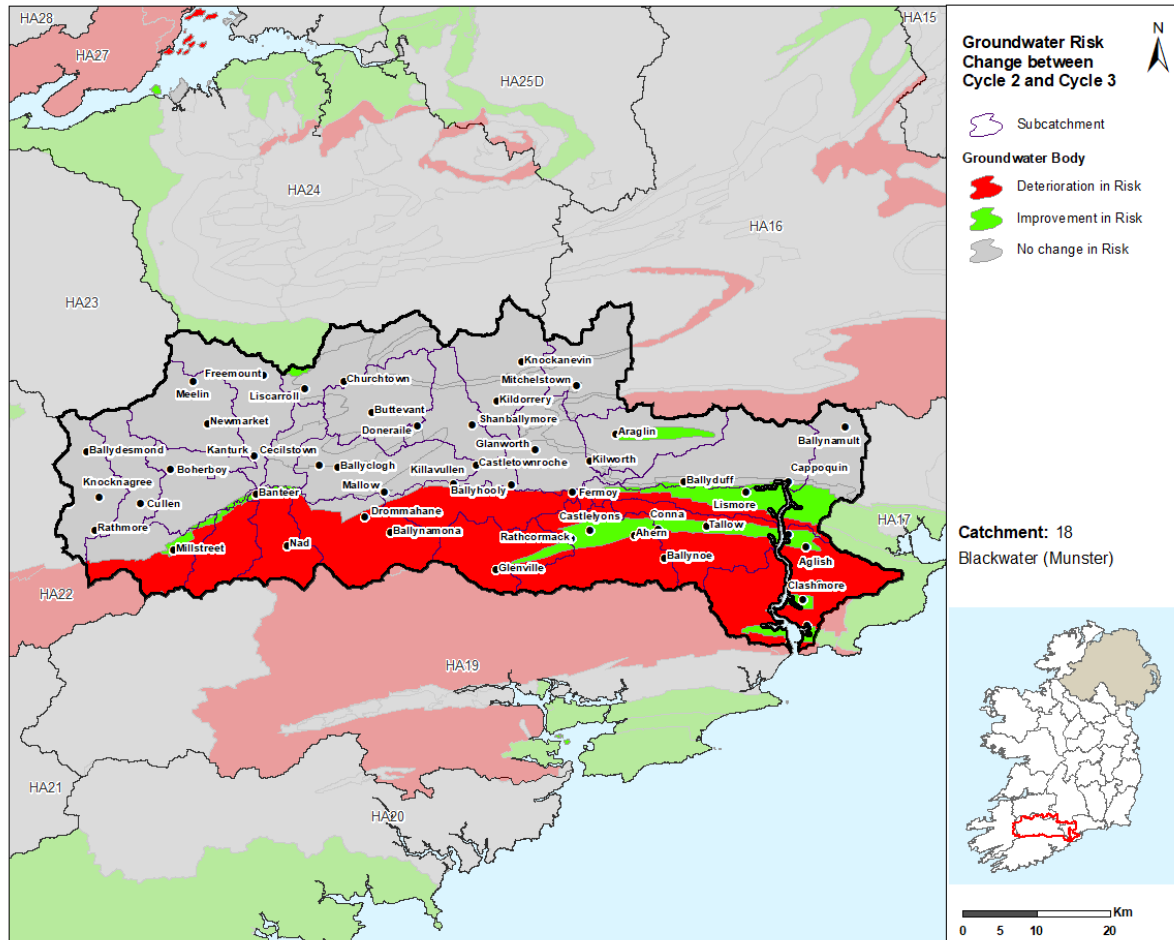 HA28
HA27
HA25D
HA15
HA24
HA16
HA23
HA17
HA22
HA19
HA21
HA20
Knockanevin
Freemount
Meelin
Liscarroll
Churchtown
Mitchelstown
Kildorrery
Buttevant
Newmarket
Doneraile
Shanballymore
Araglin
Ballynamult
Ballydesmond
Kanturk
Cecilstown
Glanworth
Boherboy
Ballyclogh
Killavullen
Castletownroche
Kilworth
Cappoquin
Knocknagree
Cullen
Banteer
Mallow
Ballyhooly
Fermoy
Ballyduff
Lismore
Rathmore
Drommahane
Castlelyons
Conna
Tallow
Millstreet
Nad
Ballynamona
Rathcormack
Ahern
Ballynoe
Aglish
Glenville
Clashmore
Groundwater Risk
Change between
Cycle 2 and Cycle 3
N
Subcatchment
Groundwater Body
Deterioration in Risk
Improvement in Risk
No change in Risk
Catchment: 18
Blackwater (Munster)
Km
0 5 10 20